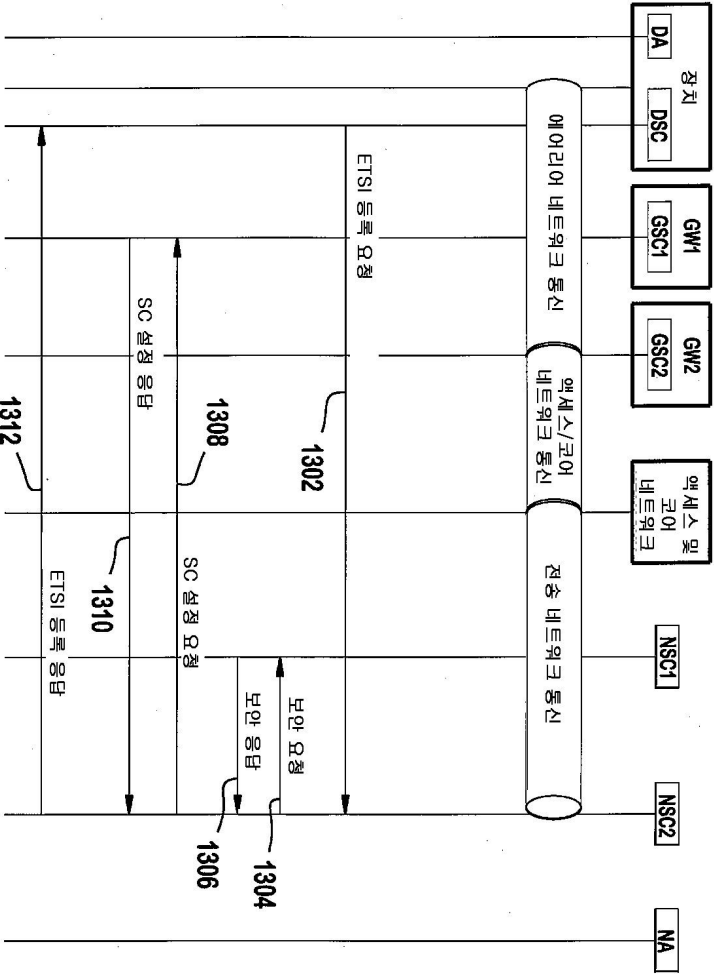 장치
DA
DSC
GW1
GSC1
GW2
GSC2
액세스 및
코어
네트워크
NSC1
NSC2
NA
에어리어 네트워크 통신
액세스/코어
네트워크 통신
전송 네트워크 통신
ETSI 등록 요청
1302
보안 요청
1304
보안 응답
1306
SC 설정 요청
1308
SC 설정 응답
1310
ETSI 등록 응답
1312